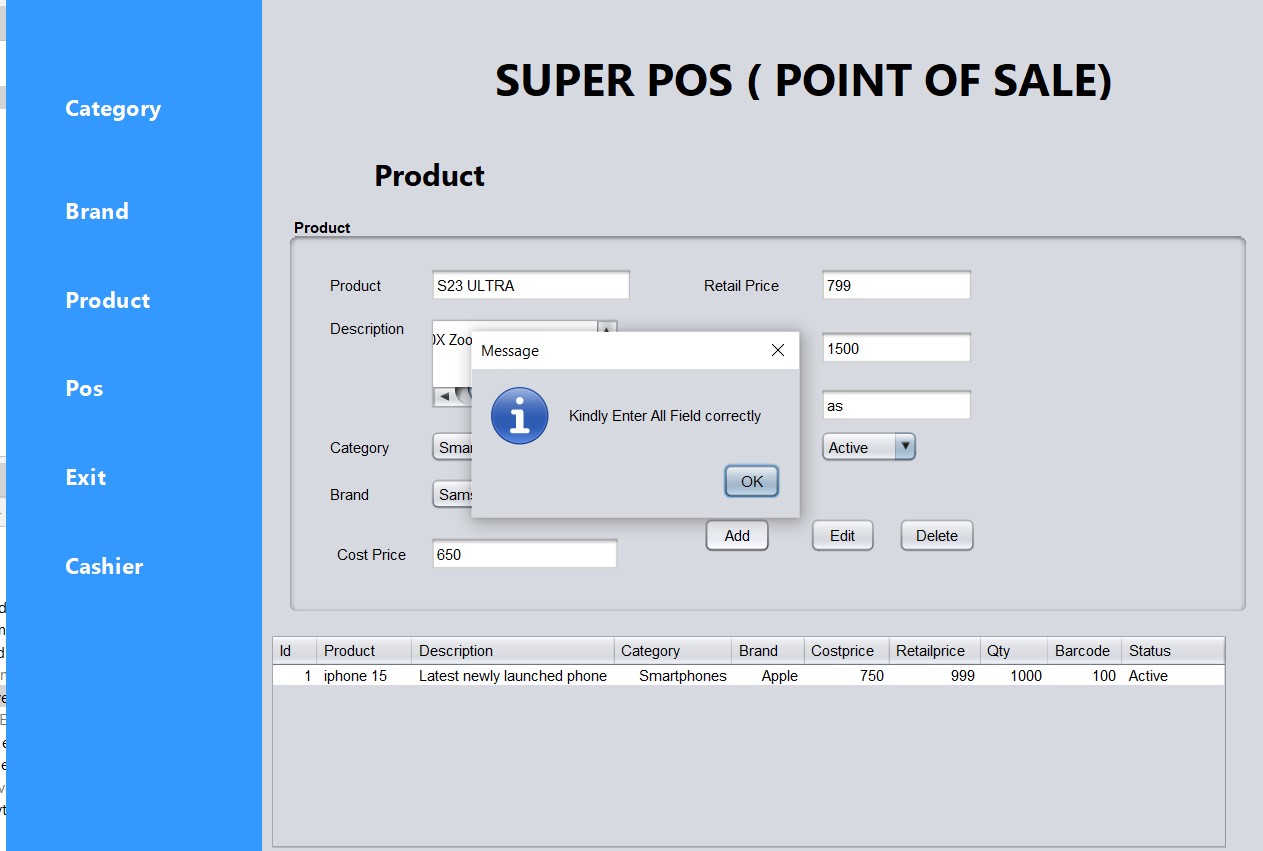 SUPER POS ( POINT OF SALE)
Category
Brand
Product
Pos
Exit
Cashier
Product
Product
Product
S23 ULTRA
Retail Price
799
Description
Zoo
1500
as
Category
Active
Brand
Cost Price
650
Message
Kindly Enter All Field correctly
OK
Add
Edit
Delete
Id Product Description Category Brand Costprice Retailprice Qty Barcode Status
1 iphone 15 Latest newly launched phone Smartphones Apple 750 999 1000 100 Active